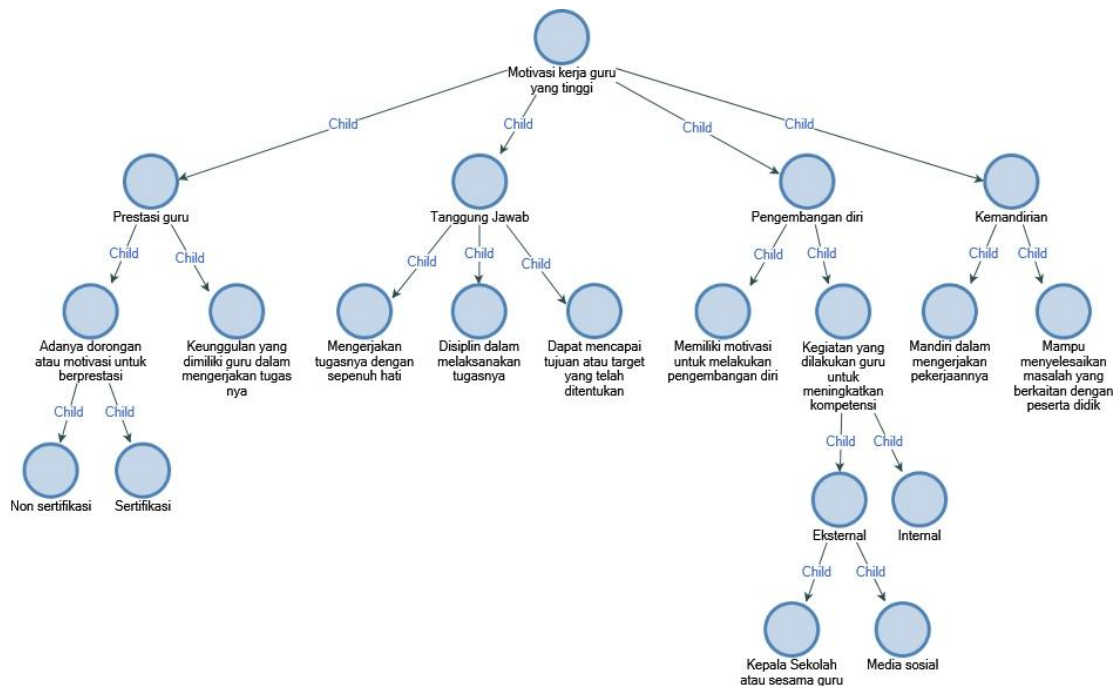 Motivasi kerja guru
yang tinggi
Child
Child
Child
Child
Prestasi guru
Tanggung Jawab
Pengembangan diri
Kemandirian
Child
Child
Child
Child
Child
Child
Child
Child
Child
Adanya dorongan
atau motivasi untuk
berprestasi
Keunggulan yang
dimiliki guru dalam
mengerjakan tugas
nya
Mengerjakan
tugasnya dengan
sepenuh hati
Disiplin dalam
melaksanakan
tugasnya
Dapat mencapai
tujuan atau target
yang telah
ditentukan
Memiliki motivasi
untuk melakukan
pengembangan diri
Kegiatan yang
dilakukan guru
untuk
meningkatkan
kompetensi
Mandiri dalam
mengerjakan
pekerjaannya
Mampu
menyelesaikan
masalah yang
berkaitan dengan
peserta didik
Child
Child
Child
Child
Non sertifikasi
Sertifikasi
Eksternal
Internal
Child
Child
Kepala Sekolah
atau sesama guru
Media sosial